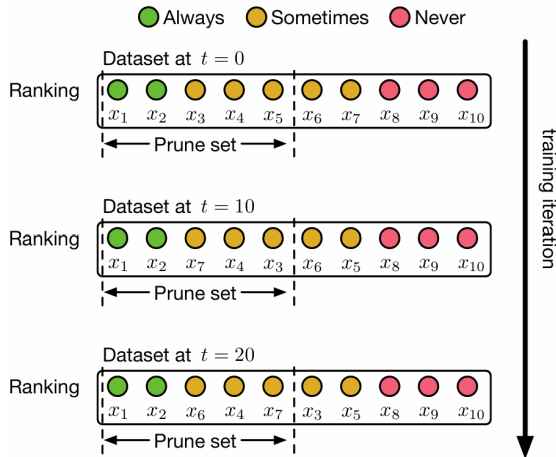 Always Sometimes Never
Dataset at t = 0
Ranking
x1 x2 x3 x4 x5 x6 x7 x8 x9 x10
Prune set
Dataset at t = 10
Ranking
x1 x2 x7 x4 x3 x6 x5 x8 x9 x10
Prune set
Dataset at t = 20
Ranking
x1 x2 x6 x4 x7 x3 x5 x8 x9 x10
Prune set
training iteration